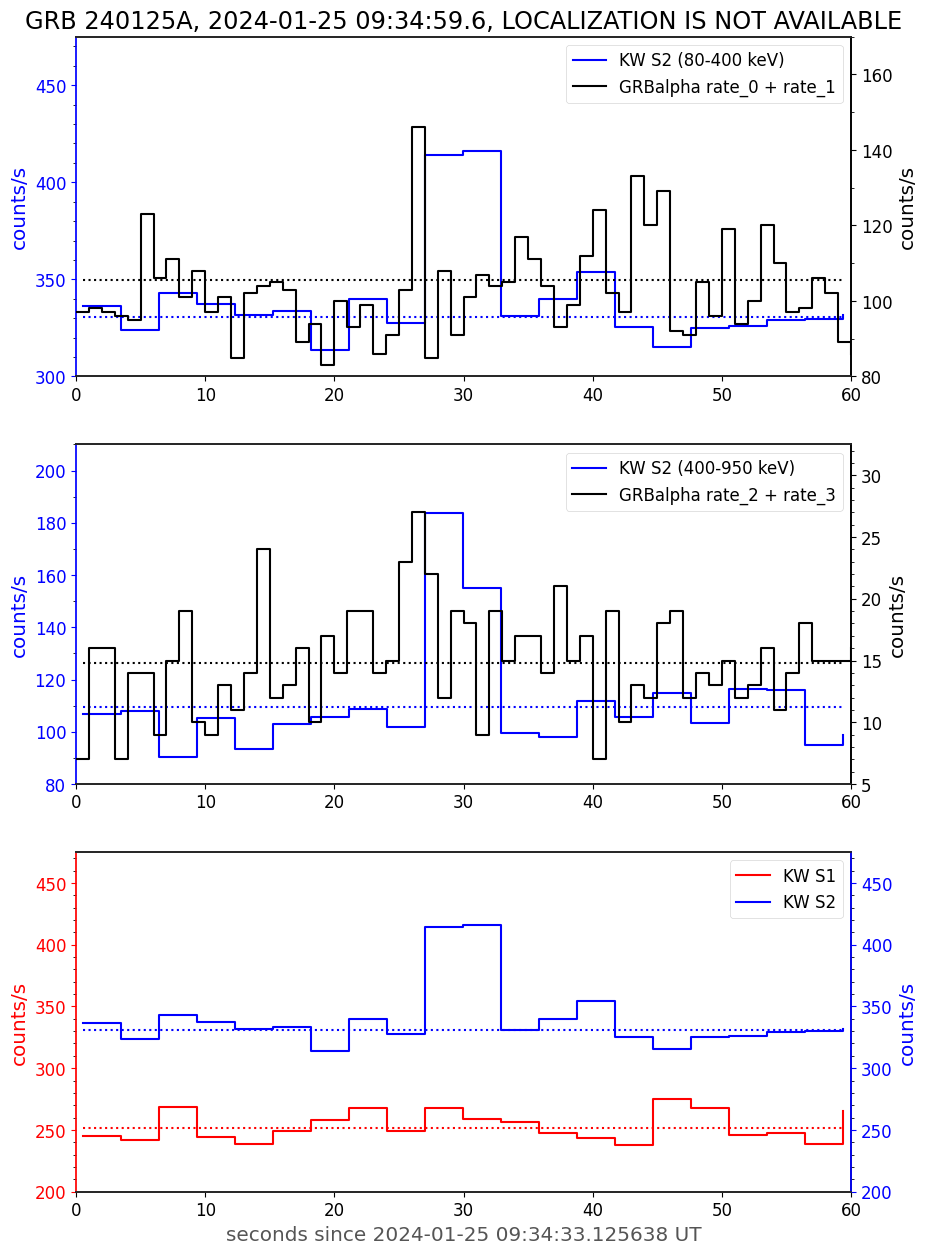 GRB 240125A, 2024-01-25 09:34:59.6, LOCALIZATION IS NOT AVAILABLE
KW S2 (80-400 keV)
GRBalpha rate_0 + rate_1
450
400
350
300
counts/s
160
140
120
100
80
counts/s
0 10 20 30 40 50 60
KW S2 (400-950 keV)
GRBalpha rate_2 + rate_3
200
180
160
140
120
100
80
counts/s
30
25
20
15
10
5
counts/s
0 10 20 30 40 50 60
KW S1
KW S2
450
400
350
300
250
200
counts/s
450
400
350
300
250
200
counts/s
0 10 20 30 40 50 60
seconds since 2024-01-25 09:34:33.125638 UT